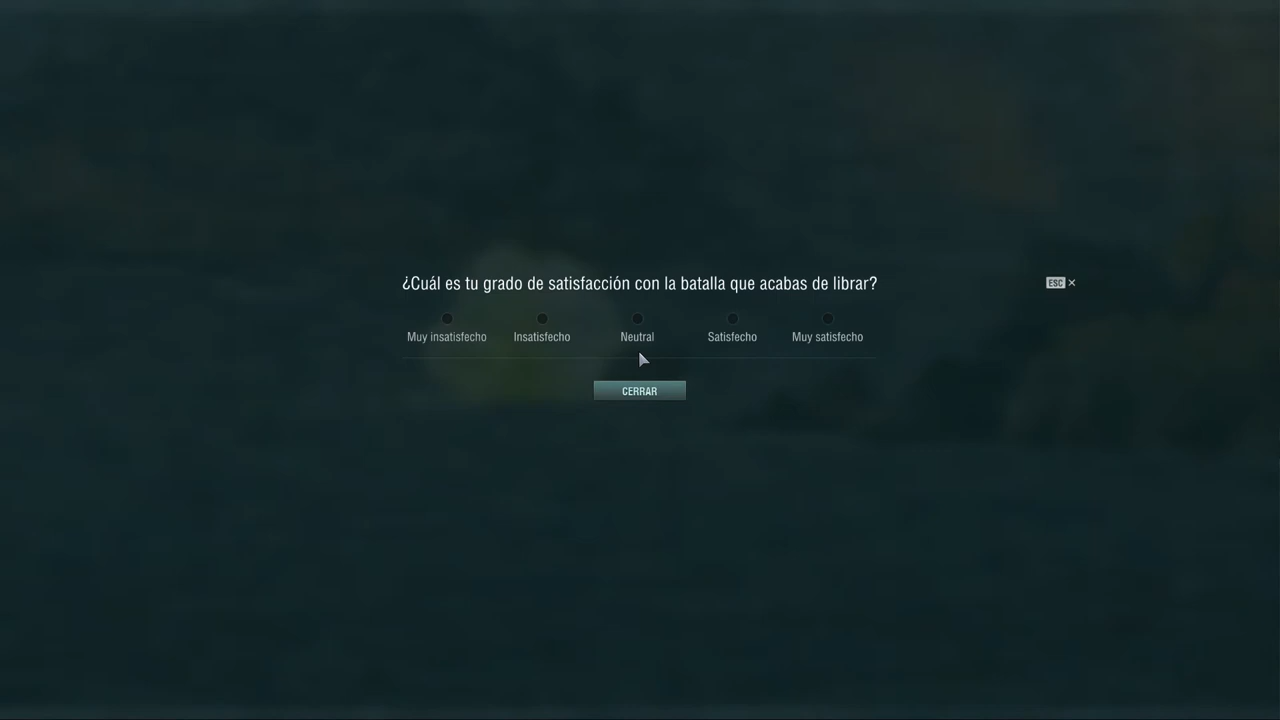 ¿Cuál es tu grado de satisfacción con la batalla que acabas de librar?
ESC ×
Muy insatisfecho Insatisfecho Neutral Satisfecho Muy satisfecho
CERRAR